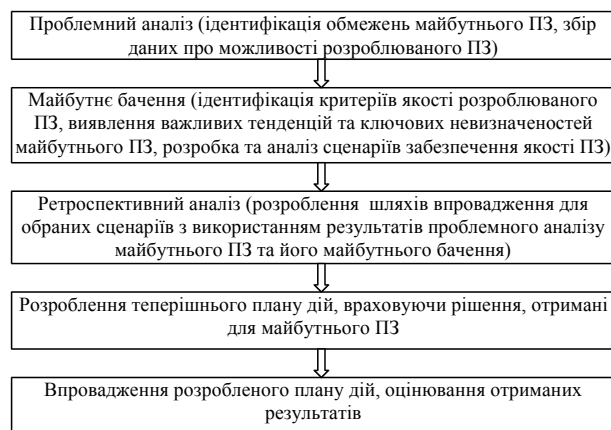 Проблемний аналіз (ідентифікація обмежень майбутнього ПЗ, збір
даних про можливості розроблюваного ПЗ)
Майбутнє бачення (ідентифікація критеріїв якості розроблюваного
ПЗ, виявлення важливих тенденцій та ключових невизначеностей
майбутнього ПЗ, розробка та аналіз сценаріїв забезпечення якості ПЗ)
Ретроспективний аналіз (розроблення шляхів впровадження для
обраних сценаріїв з використанням результатів проблемного аналізу
майбутнього ПЗ та його майбутнього бачення)
Розроблення теперішнього плану дій, враховуючи рішення, отримані
для майбутнього ПЗ
Впровадження розробленого плану дій, оцінювання отриманих
результатів